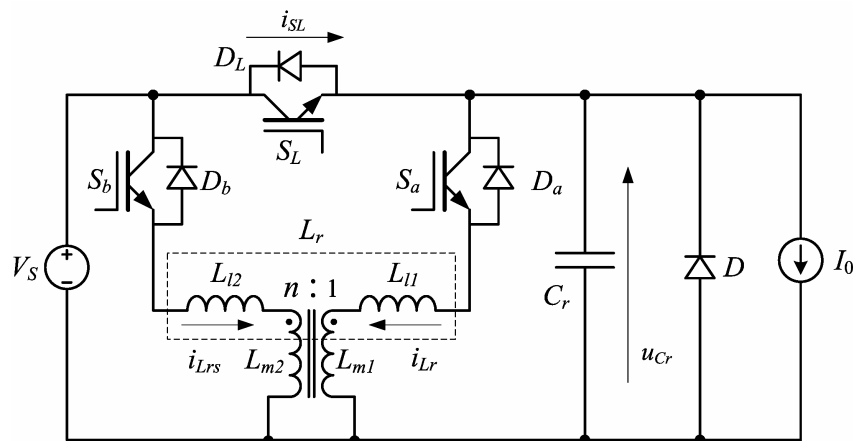 i_SL
D_L
S_L
S_b
D_b
S_a
D_a
L_r
V_S
+
−
L_l2
n : 1
L_l1
C_r
D
I_0
i_Lrs
L_m2
L_m1
i_Lr
u_Cr